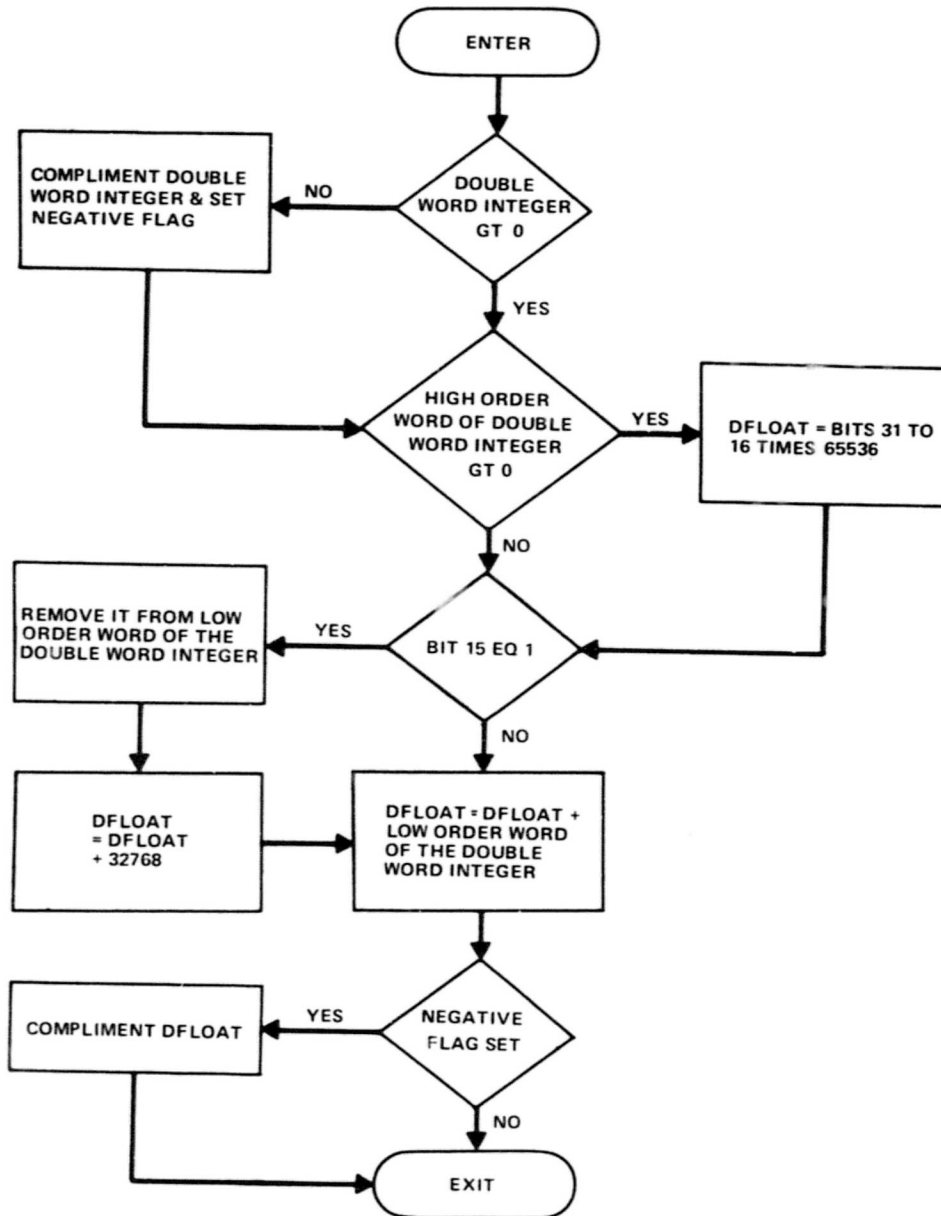 ENTER
COMPLIMENT DOUBLE
WORD INTEGER & SET
NEGATIVE FLAG
NO
DOUBLE
WORD INTEGER
GT 0
YES
HIGH ORDER
WORD OF DOUBLE
WORD INTEGER
GT 0
YES
DFLOAT = BITS 31 TO
16 TIMES 65536
NO
REMOVE IT FROM LOW
ORDER WORD OF THE
DOUBLE WORD INTEGER
YES
BIT 15 EQ 1
NO
DFLOAT
= DFLOAT
+ 32768
DFLOAT = DFLOAT +
LOW ORDER WORD
OF THE DOUBLE
WORD INTEGER
COMPLIMENT DFLOAT
YES
NEGATIVE
FLAG SET
NO
EXIT